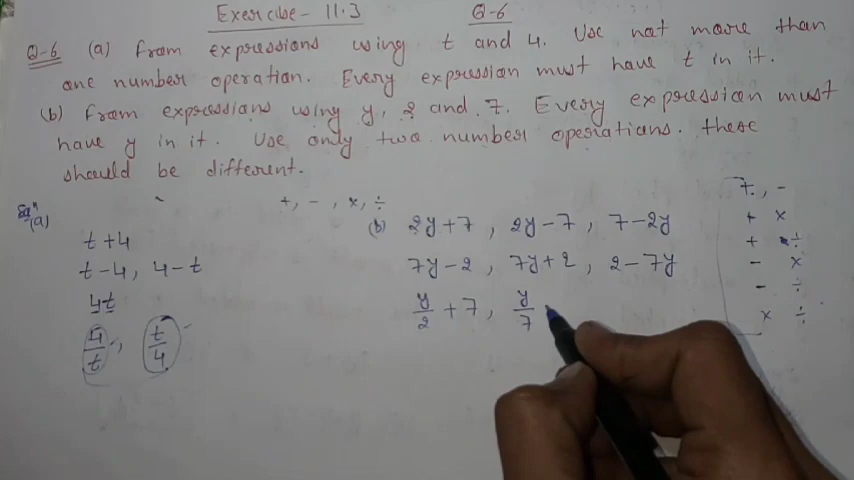 Exercise - 11.3 Q-6
Q-6 (a) From expressions using t and 4. Use not more than
one number operation. Every expression must have t in it.
(b) From expressions using y, 2 and 7. Every expression must
have y in it. Use only two number operations. These
should be different.
Solⁿ
(a)
t+4
t-4, 4-t
4t
4/t, t/4
+, -, ×, ÷
(b) 2y+7, 2y-7, 7-2y
7y-2, 7y+2, 2-7y
y/2 + 7, y/7
+, -
+ ×
+ ÷
- ×
- ÷
× ÷